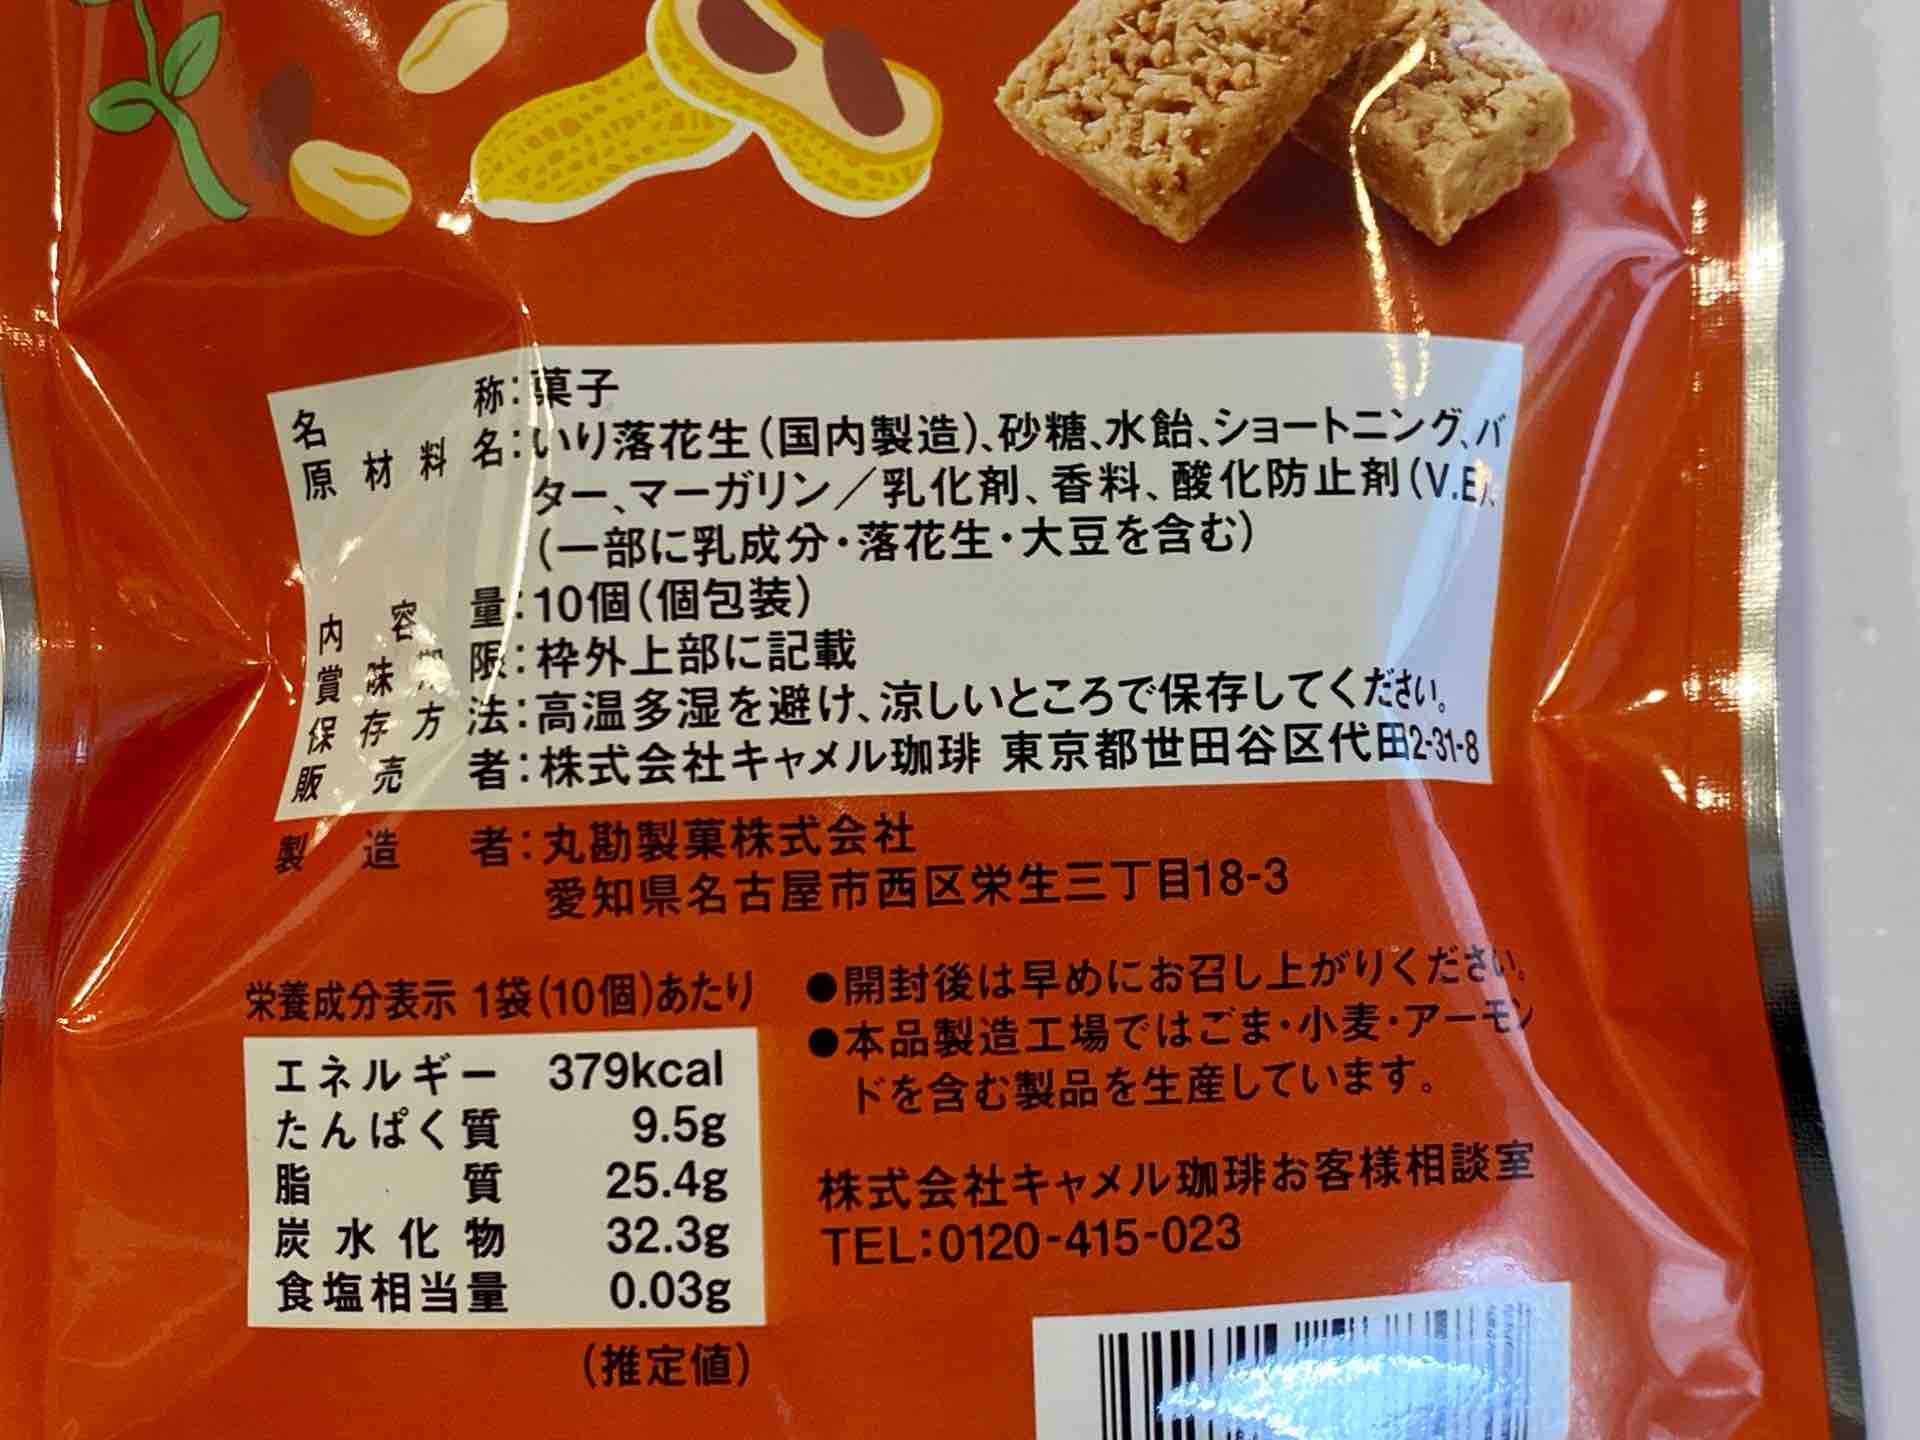 名称:菓子
原材料名:いり落花生(国内製造)、砂糖、水飴、ショートニング、バ
ター、マーガリン/乳化剤、香料、酸化防止剤(V.E)、
(一部に乳成分・落花生・大豆を含む)
内容量:10個(個包装)
賞味期限:枠外上部に記載
保存方法:高温多湿を避け、涼しいところで保存してください。
販売者:株式会社キャメル珈琲 東京都世田谷区代田2-31-8
製造者:丸勘製菓株式会社
愛知県名古屋市西区栄生三丁目18-3
栄養成分表示 1袋(10個)あたり
エネルギー 379kcal
たんぱく質 9.5g
脂質 25.4g
炭水化物 32.3g
食塩相当量 0.03g
(推定値)
●開封後は早めにお召し上がりください。
●本品製造工場ではごま・小麦・アーモン
ドを含む製品を生産しています。
株式会社キャメル珈琲お客様相談室
TEL:0120-415-023